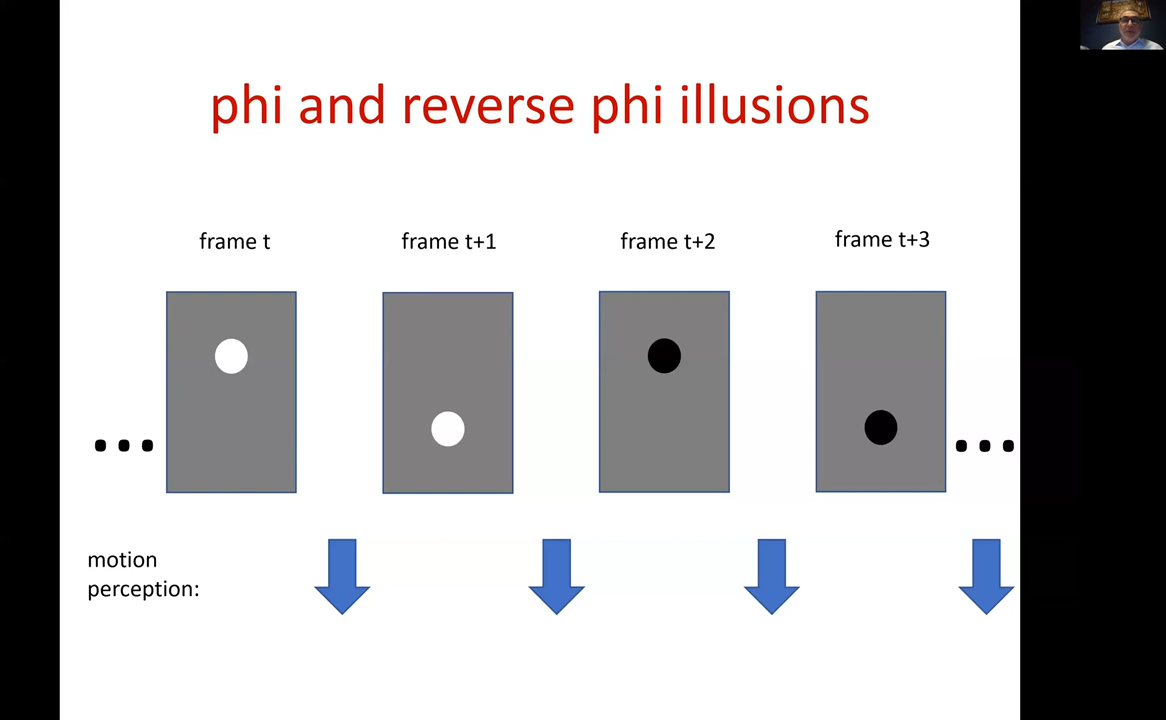 phi and reverse phi illusions
frame t
frame t+1
frame t+2
frame t+3
...
...
motion
perception: